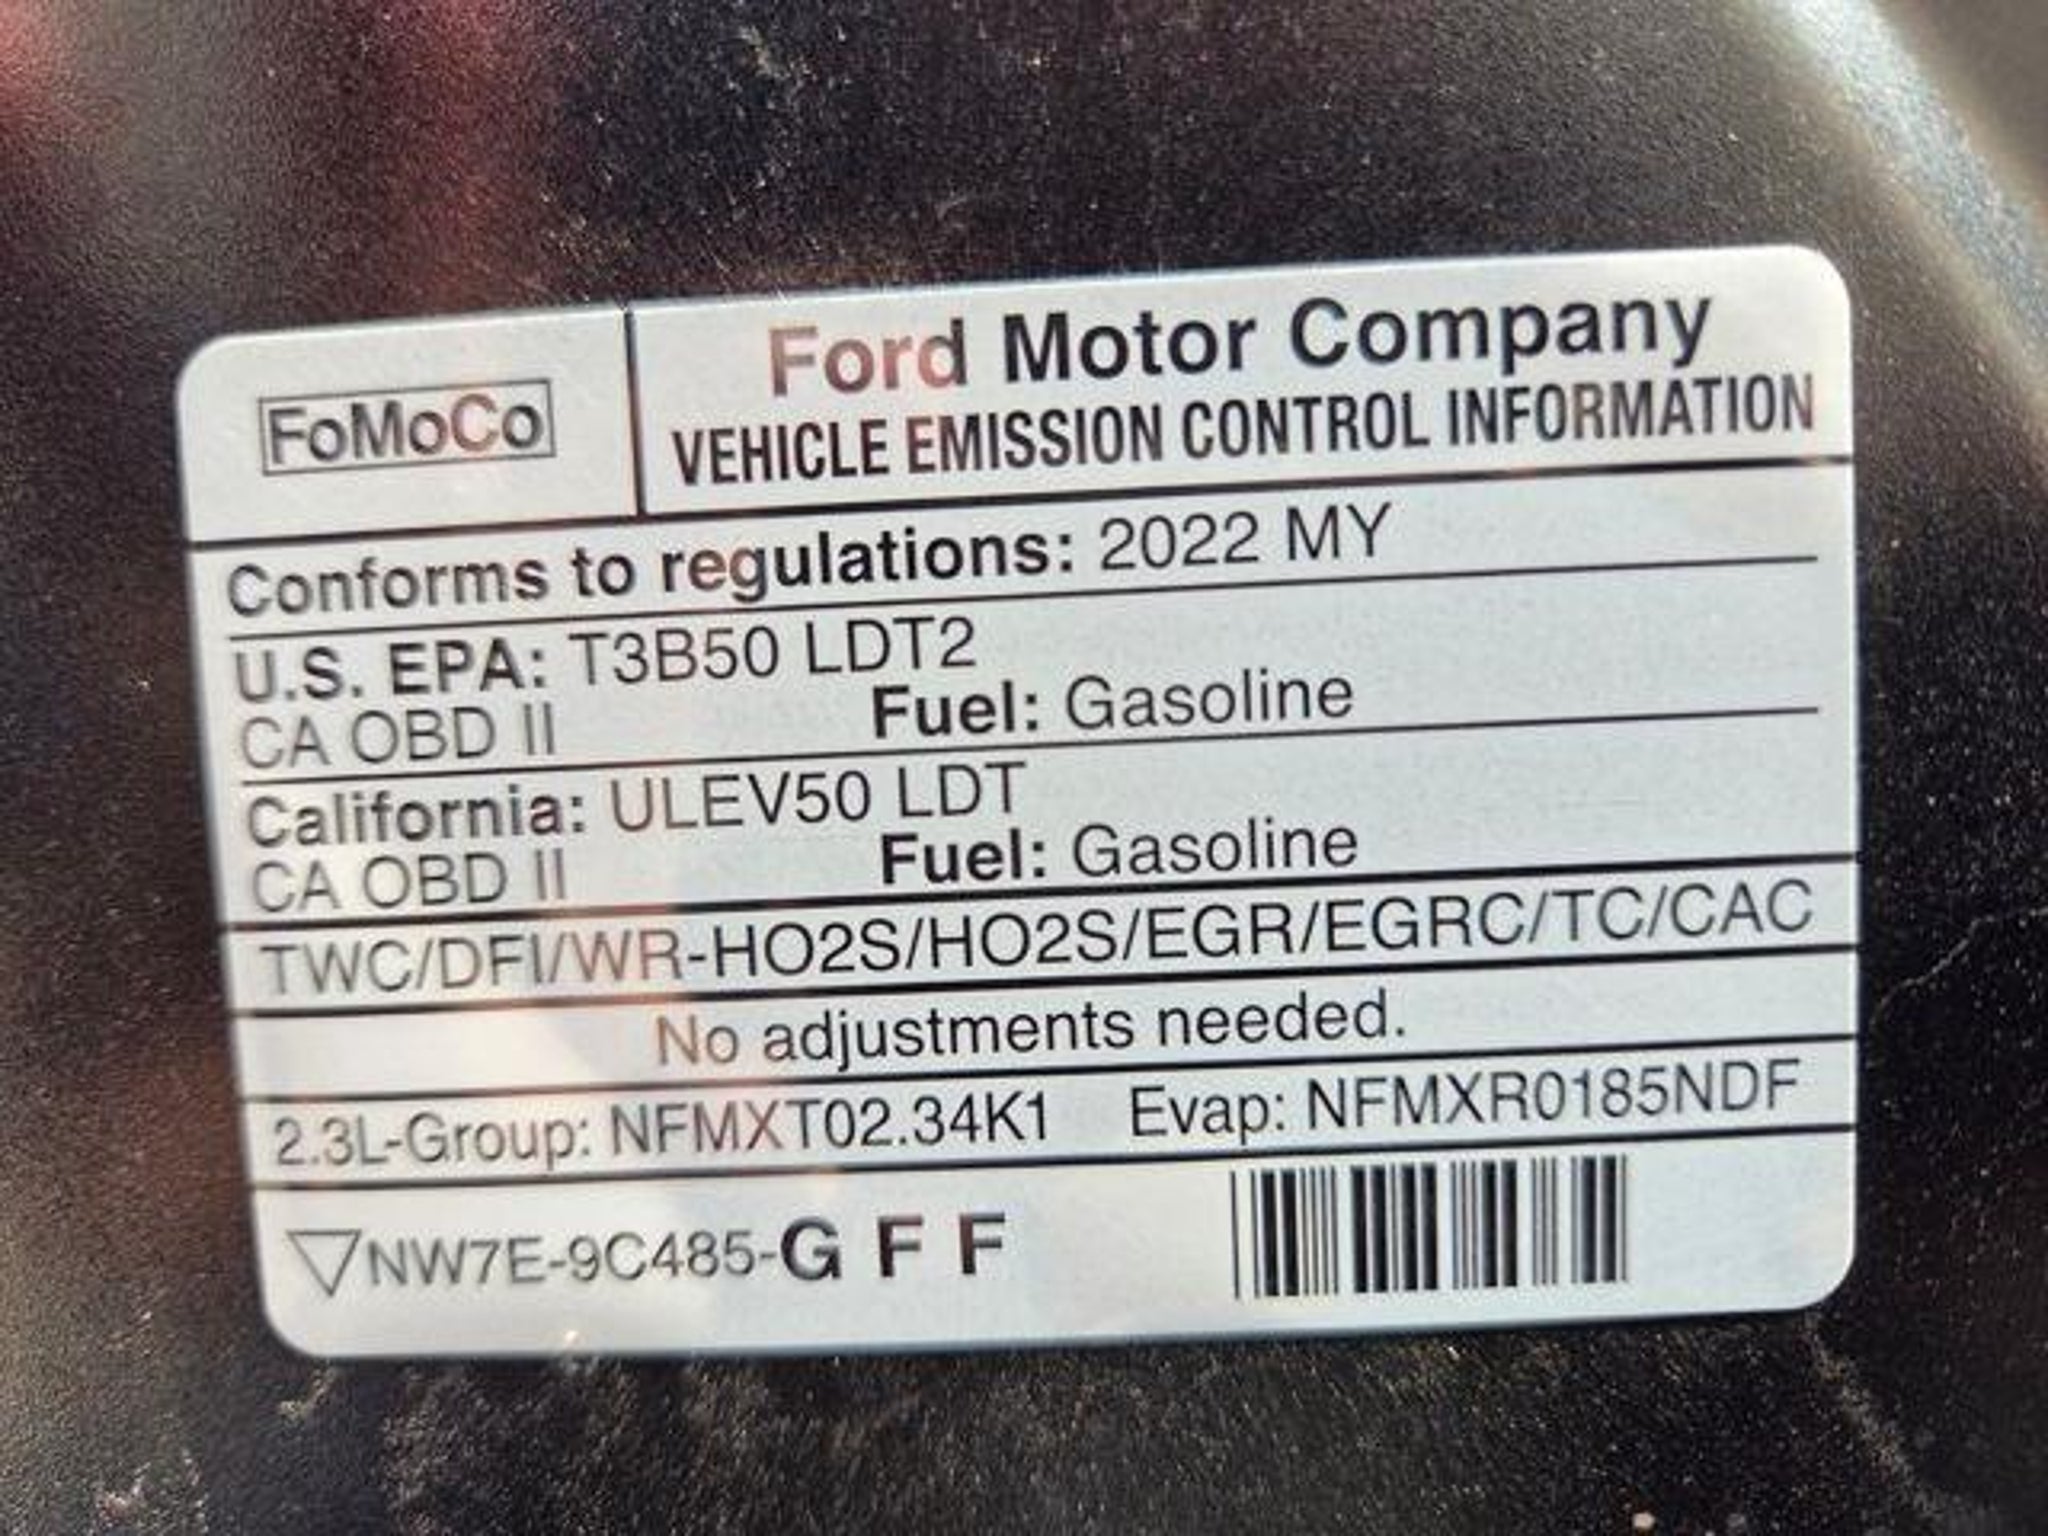 FoMoCo
Ford Motor Company
VEHICLE EMISSION CONTROL INFORMATION
Conforms to regulations: 2022 MY
U.S. EPA: T3B50 LDT2
CA OBD II Fuel: Gasoline
California: ULEV50 LDT
CA OBD II Fuel: Gasoline
TWC/DFI/WR-HO2S/HO2S/EGR/EGRC/TC/CAC
No adjustments needed.
2.3L-Group: NFMXT02.34K1 Evap: NFMXR0185NDF
NW7E-9C485-G F F